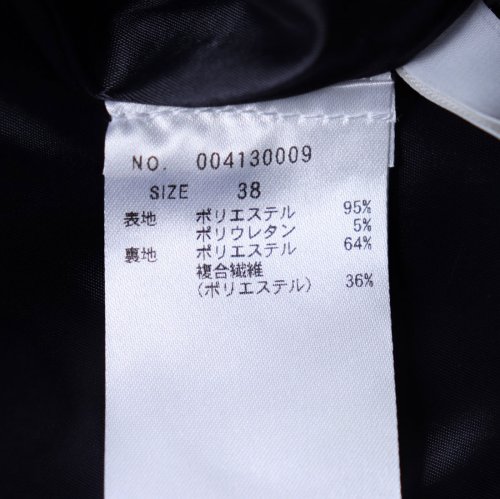 NO. 004130009
SIZE 38
表地 ポリエステル 95%
ポリウレタン 5%
裏地 ポリエステル 64%
複合繊維
(ポリエステル) 36%